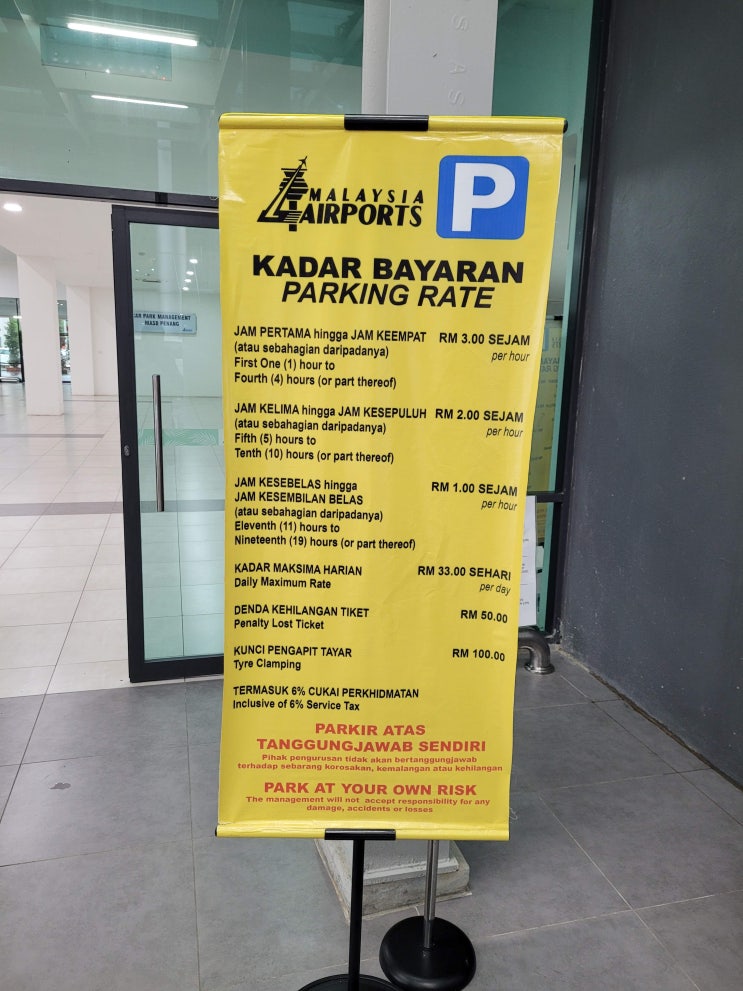 MALAYSIA
AIRPORTS
P
KADAR BAYARAN
PARKING RATE
JAM PERTAMA hingga JAM KEEMPAT RM 3.00 SEJAM
(atau sebahagian daripadanya) per hour
First One (1) hour to
Fourth (4) hours (or part thereof)
JAM KELIMA hingga JAM KESEPULUH RM 2.00 SEJAM
(atau sebahagian daripadanya) per hour
Fifth (5) hours to
Tenth (10) hours (or part thereof)
JAM KESEBELAS hingga RM 1.00 SEJAM
JAM KESEMBILAN BELAS per hour
(atau sebahagian daripadanya)
Eleventh (11) hours to
Nineteenth (19) hours (or part thereof)
KADAR MAKSIMA HARIAN RM 33.00 SEHARI
Daily Maximum Rate per day
DENDA KEHILANGAN TIKET RM 50.00
Penalty Lost Ticket
KUNCI PENGAPIT TAYAR RM 100.00
Tyre Clamping
TERMASUK 6% CUKAI PERKHIDMATAN
Inclusive of 6% Service Tax
PARKIR ATAS
TANGGUNGJAWAB SENDIRI
Pihak pengurusan tidak akan bertanggungjawab
terhadap sebarang korosakan, kemalangan atau kehilangan
PARK AT YOUR OWN RISK
The management will not accept responsibility for any
damage, accidents or losses
AR PARK MANAGEMENT
MASD PENANG